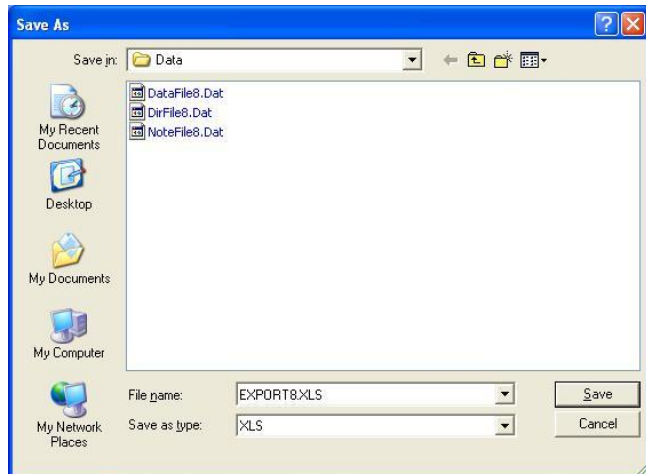 Save As
Save in: Data
DataFile8.Dat
DirFile8.Dat
NoteFile8.Dat
My Recent
Documents
Desktop
My Documents
My Computer
My Network
Places
File name: EXPORT8.XLS Save
Save as type: XLS Cancel